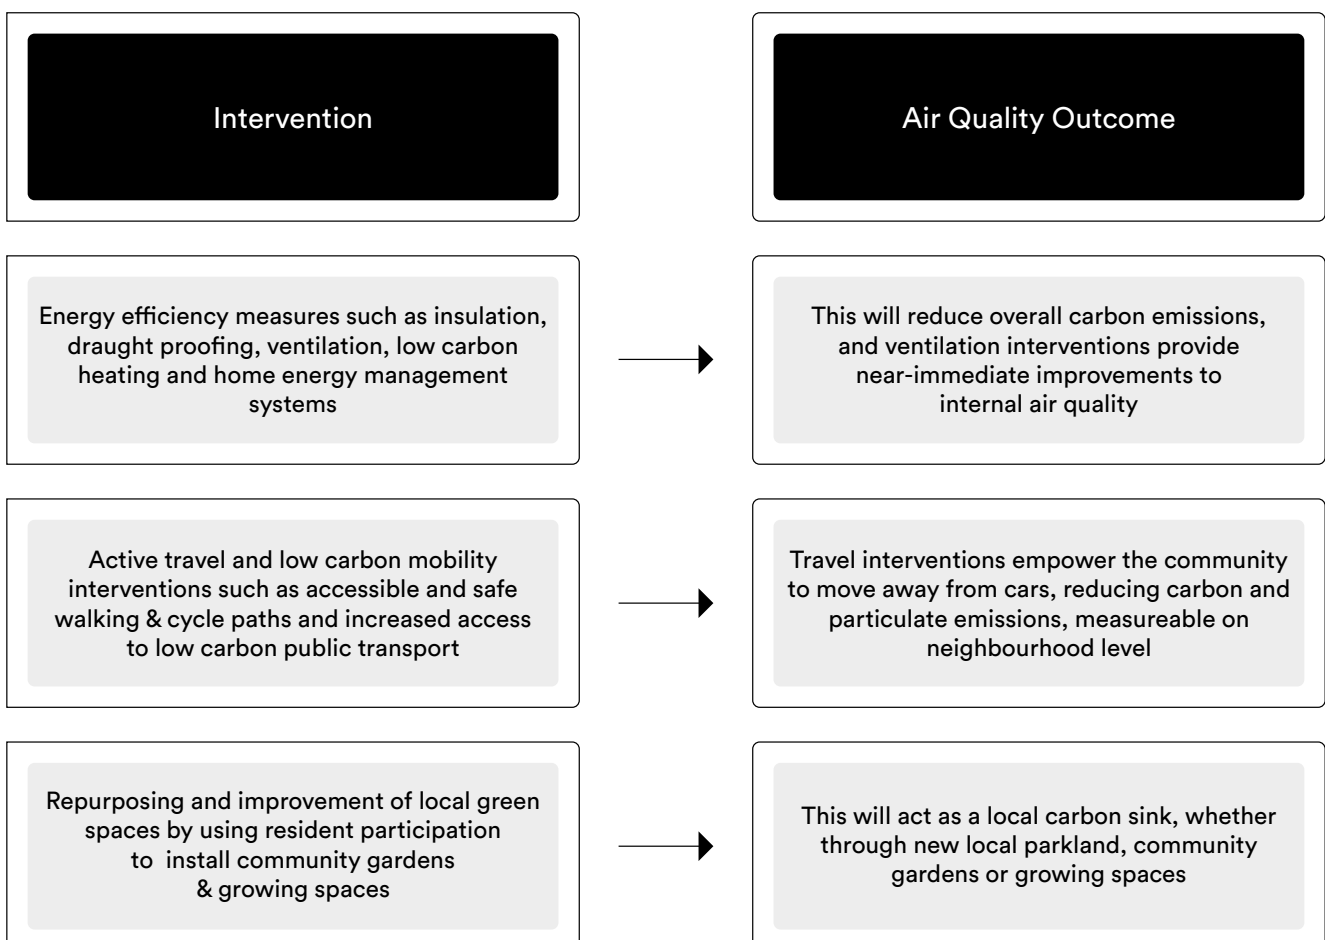 Intervention
Air Quality Outcome
Energy efficiency measures such as insulation,
draught proofing, ventilation, low carbon
heating and home energy management
systems
This will reduce overall carbon emissions,
and ventilation interventions provide
near-immediate improvements to
internal air quality
Active travel and low carbon mobility
interventions such as accessible and safe
walking & cycle paths and increased access
to low carbon public transport
Travel interventions empower the community
to move away from cars, reducing carbon and
particulate emissions, measureable on
neighbourhood level
Repurposing and improvement of local green
spaces by using resident participation
to install community gardens
& growing spaces
This will act as a local carbon sink, whether
through new local parkland, community
gardens or growing spaces